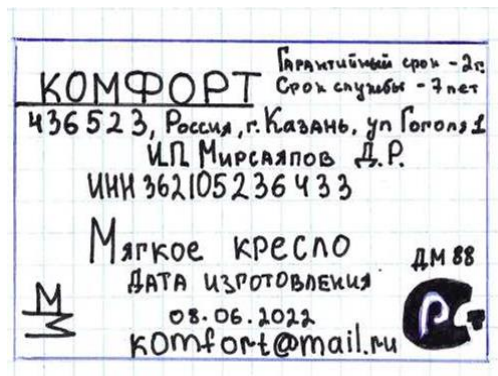 Гарантийный срок - 2г.
Срок службы - 7 лет
КОМФОРТ
436523, Россия, г. Казань, ул Гоголя 1
ИП Мирсаяпов Д.Р.
ИНН 362105236433
Мягкое кресло
ДМ 88
Дата изготовления
08.06.2022
komfort@mail.ru